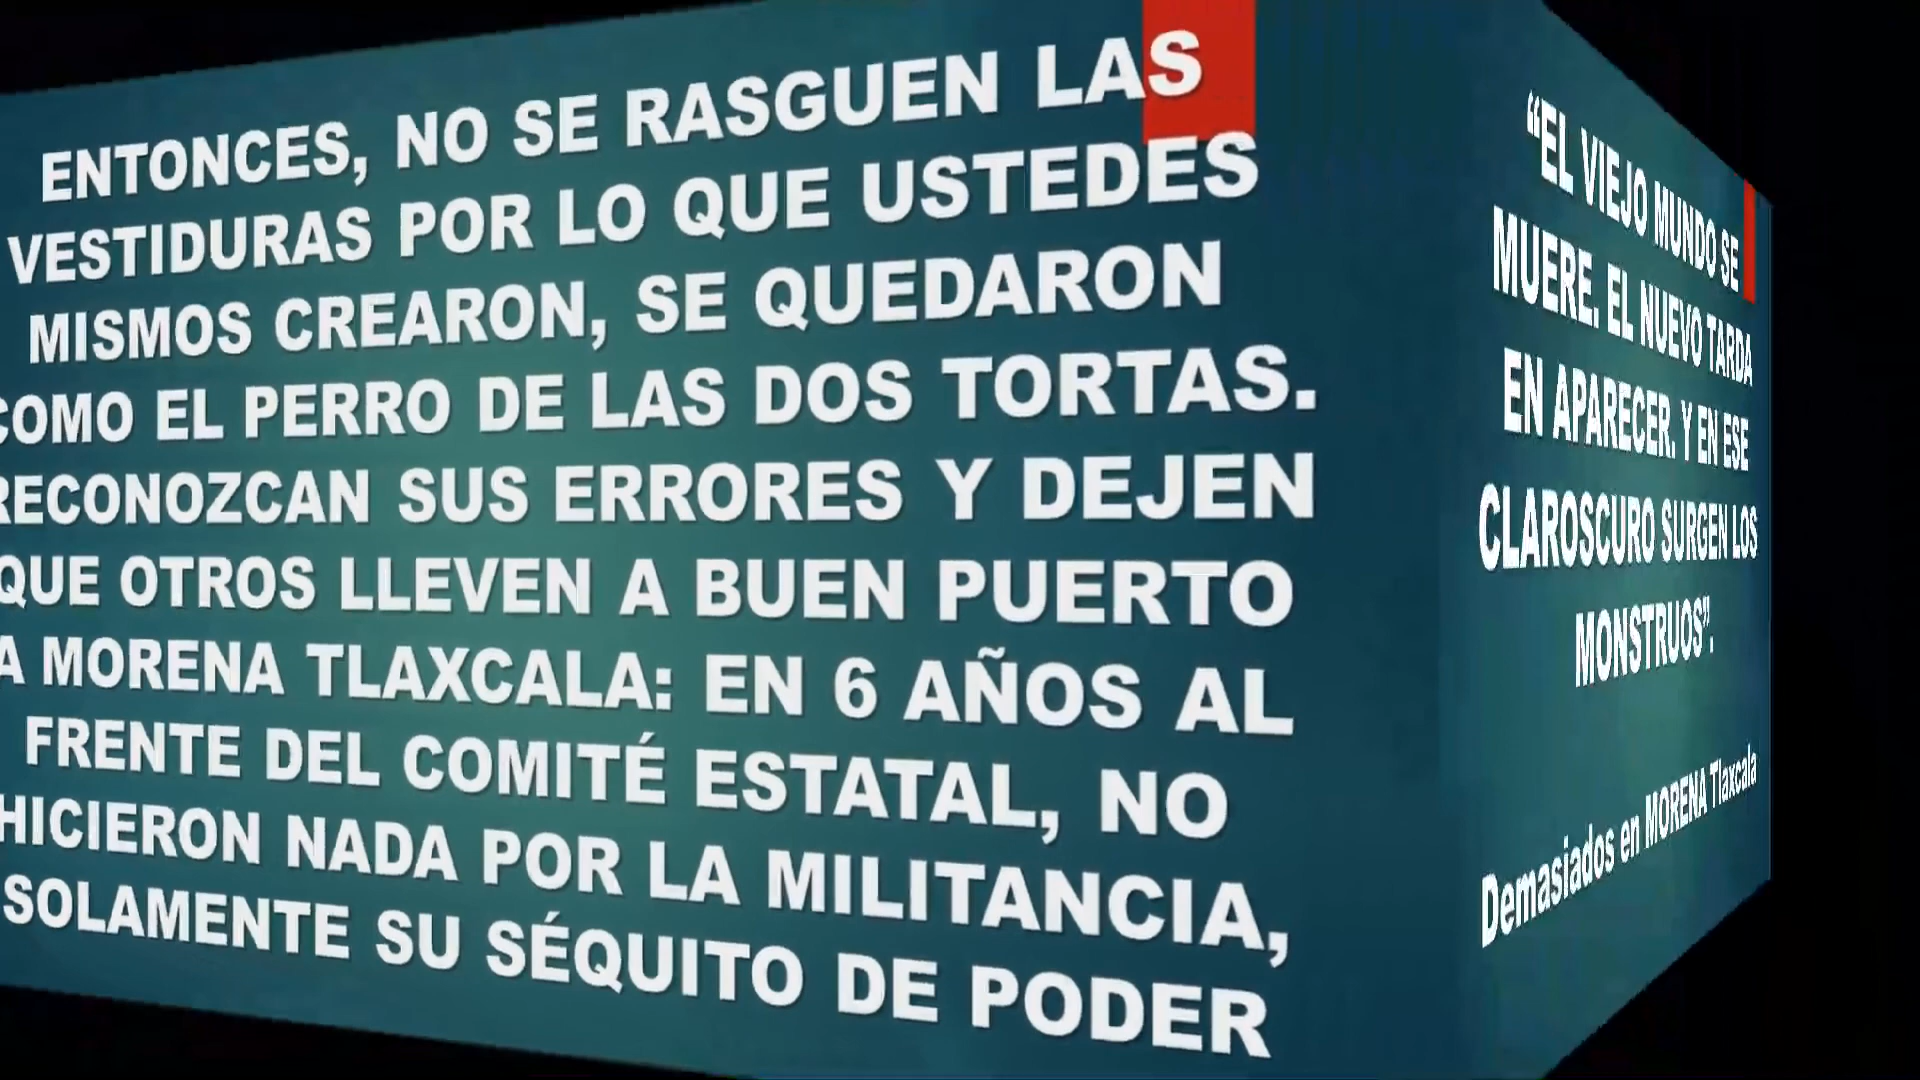 ENTONCES, NO SE RASGUEN LAS
VESTIDURAS POR LO QUE USTEDES
MISMOS CREARON, SE QUEDARON
COMO EL PERRO DE LAS DOS TORTAS.
RECONOZCAN SUS ERRORES Y DEJEN
QUE OTROS LLEVEN A BUEN PUERTO
A MORENA TLAXCALA: EN 6 AÑOS AL
FRENTE DEL COMITÉ ESTATAL, NO
HICIERON NADA POR LA MILITANCIA,
SOLAMENTE SU SÉQUITO DE PODER
“EL VIEJO MUNDO SE
MUERE. EL NUEVO TARDA
EN APARECER. Y EN ESE
CLAROSCURO SURGEN LOS
MONSTRUOS”.
Demasiados en MORENA Tlaxcala